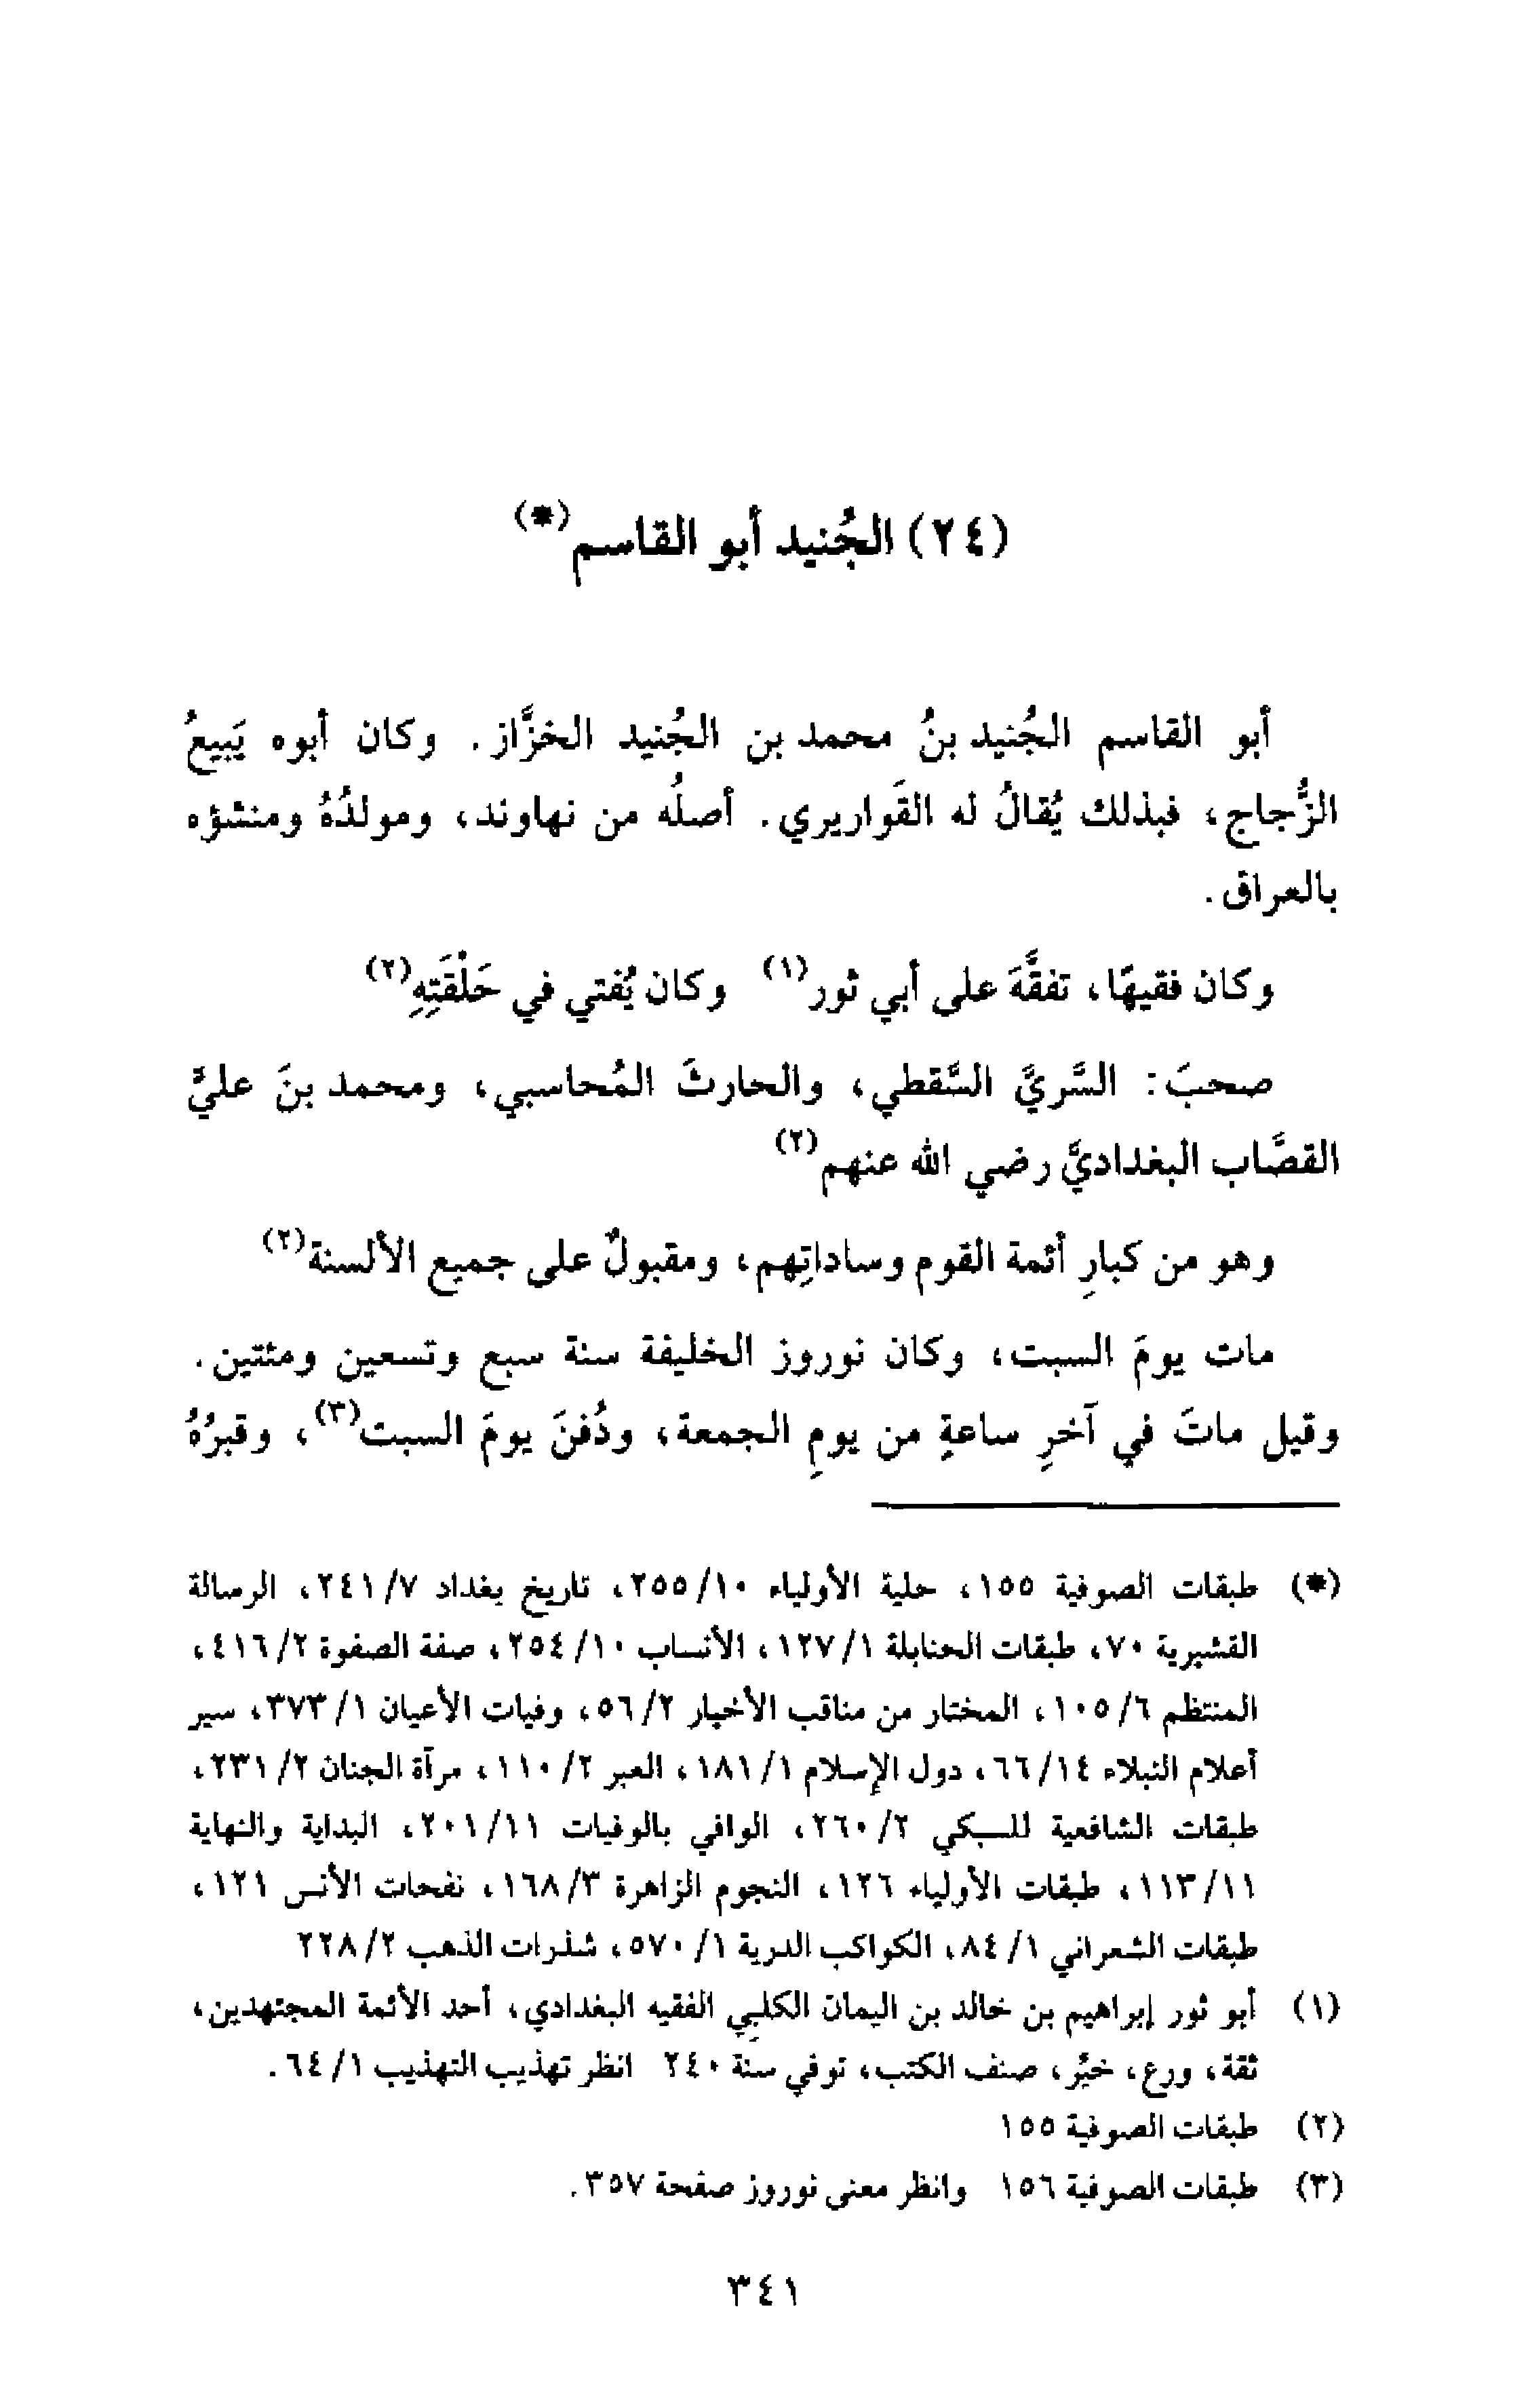 (٢٤) الجُنيد أبو القاسم(*)
أبو القاسم الجُنيد بنُ محمد بن الجُنيد الخزَّاز. وكان أبوه يَبيعُ
الزُّجاج، فبذلك يُقالُ له القَواريري. أصلُه من نهاوند، ومولدُهُ ومنشؤه
بالعراق.
وكان فقيهًا، تفقَّهَ على أبي ثور(١) وكان يُفتي في حَلْقَتِهِ(٢)
صحبَ: السَّريَّ السَّقطي، والحارثَ المُحاسبي، ومحمد بنَ عليَّ
القصَّاب البغداديَّ رضي الله عنهم(٢)
وهو من كبارِ أئمة القوم وساداتِهم، ومقبولٌ على جميع الألسنة(٢)
مات يومَ السبت، وكان نوروز الخليفة سنة سبع وتسعين ومئتين.
وقيل ماتَ في آخرِ ساعةٍ من يومِ الجمعة، ودُفنَ يومَ السبت(٣)، وقبرُهُ
(*) طبقات الصوفية ١٥٥، حلية الأولياء ١٠/٢٥٥، تاريخ بغداد ٧/٢٤١، الرسالة
القشيرية ٧٠، طبقات الحنابلة ١/١٢٧، الأنساب ١٠/٢٥٤، صفة الصفوة ٢/٤١٦،
المنتظم ٦/١٠٥، المختار من مناقب الأخيار ٢/٥٦، وفيات الأعيان ١/٣٧٣، سير
أعلام النبلاء ١٤/٦٦، دول الإسلام ١/١٨١، العبر ٢/١١٠، مرآة الجنان ٢/٢٣١،
طبقات الشافعية للسبكي ٢/٢٦٠، الوافي بالوفيات ١١/٢٠١، البداية والنهاية
١١/١١٣، طبقات الأولياء ١٢٦، النجوم الزاهرة ٣/١٦٨، نفحات الأنس ١٢١،
طبقات الشعراني ١/٨٤، الكواكب الدرية ١/٥٧٠، شذرات الذهب ٢/٢٢٨
(١) أبو ثور إبراهيم بن خالد بن اليمان الكلبِي الفقيه البغدادي، أحد الأئمة المجتهدين،
ثقة، ورع، خيِّر، صنف الكتب، توفي سنة ٢٤٠ انظر تهذيب التهذيب ١/٦٤.
(٢) طبقات الصوفية ١٥٥
(٣) طبقات الصوفية ١٥٦ وانظر معنى نوروز صفحة ٣٥٧.
٣٤١